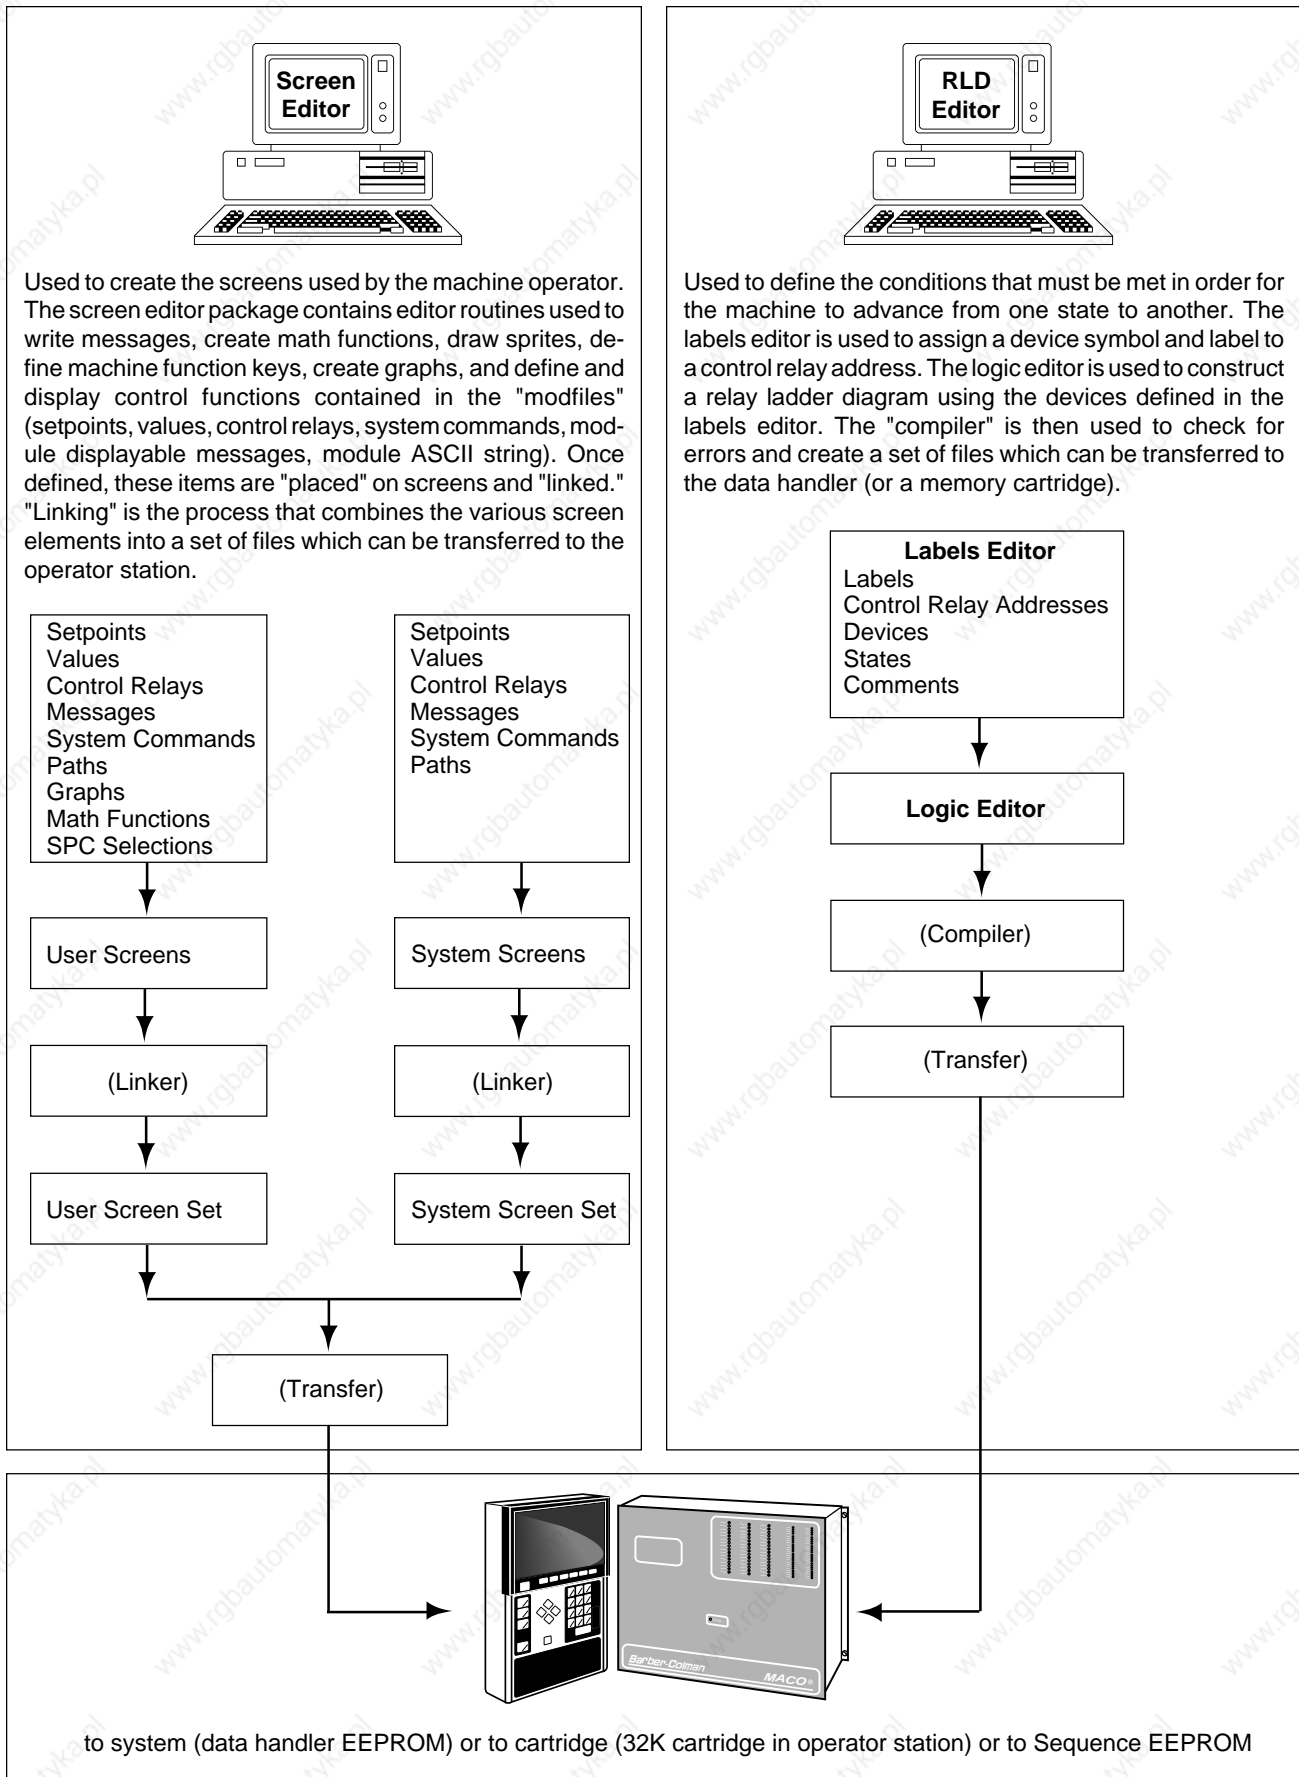 Screen
Editor
Used to create the screens used by the machine operator.
The screen editor package contains editor routines used to
write messages, create math functions, draw sprites, de-
fine machine function keys, create graphs, and define and
display control functions contained in the "modfiles"
(setpoints, values, control relays, system commands, mod-
ule displayable messages, module ASCII string). Once
defined, these items are "placed" on screens and "linked."
"Linking" is the process that combines the various screen
elements into a set of files which can be transferred to the
operator station.
Setpoints
Values
Control Relays
Messages
System Commands
Paths
Graphs
Math Functions
SPC Selections
User Screens
(Linker)
User Screen Set
Setpoints
Values
Control Relays
Messages
System Commands
Paths
System Screens
(Linker)
System Screen Set
(Transfer)
RLD
Editor
Used to define the conditions that must be met in order for
the machine to advance from one state to another. The
labels editor is used to assign a device symbol and label to
a control relay address. The logic editor is used to construct
a relay ladder diagram using the devices defined in the
labels editor. The "compiler" is then used to check for
errors and create a set of files which can be transferred to
the data handler (or a memory cartridge).
Labels Editor
Labels
Control Relay Addresses
Devices
States
Comments
Logic Editor
(Compiler)
(Transfer)
Barber-Colman
MACO®
to system (data handler EEPROM) or to cartridge (32K cartridge in operator station) or to Sequence EEPROM
www.rgbautomatyka.pl